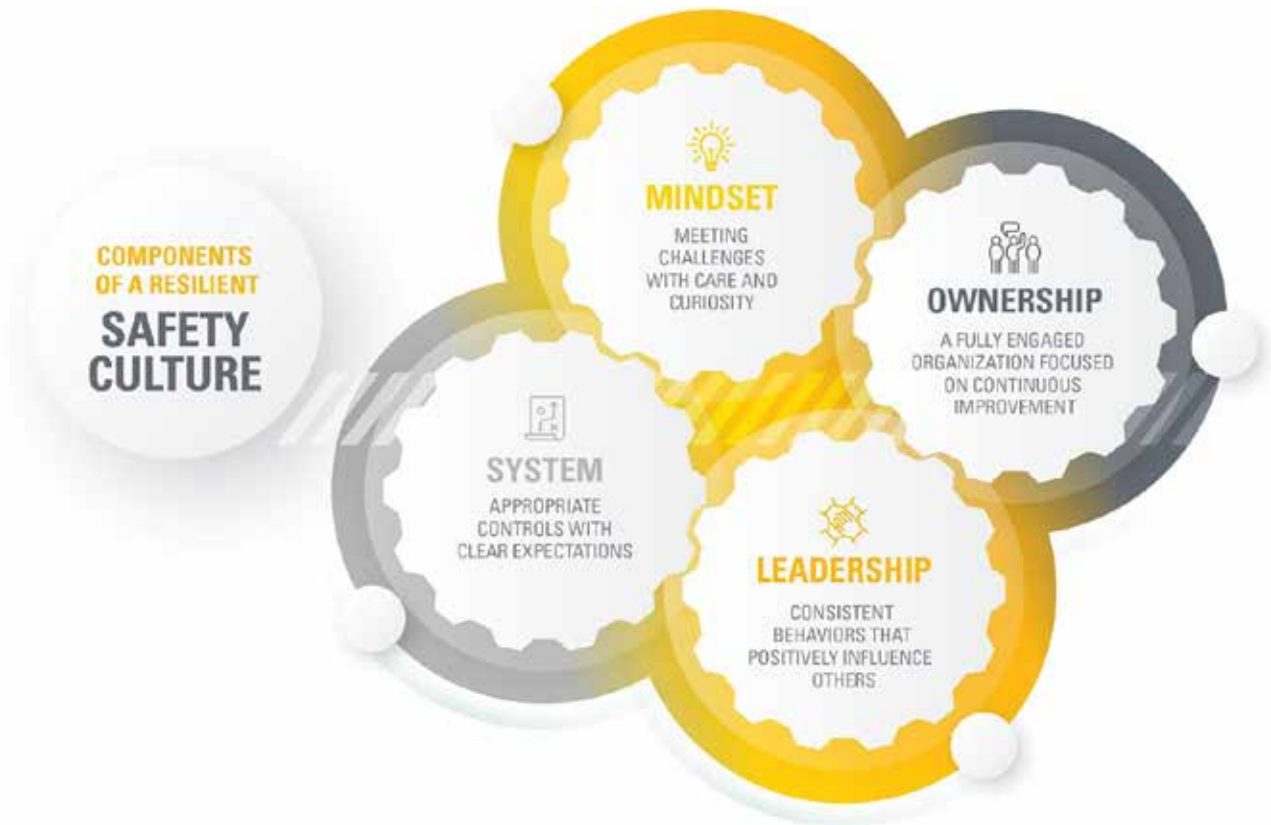 COMPONENTS
OF A RESILIENT
SAFETY
CULTURE
MINDSET
MEETING
CHALLENGES
WITH CARE AND
CURIOSITY
OWNERSHIP
A FULLY ENGAGED
ORGANIZATION FOCUSED
ON CONTINUOUS
IMPROVEMENT
SYSTEM
APPROPRIATE
CONTROLS WITH
CLEAR EXPECTATIONS
LEADERSHIP
CONSISTENT
BEHAVIORS THAT
POSITIVELY INFLUENCE
OTHERS